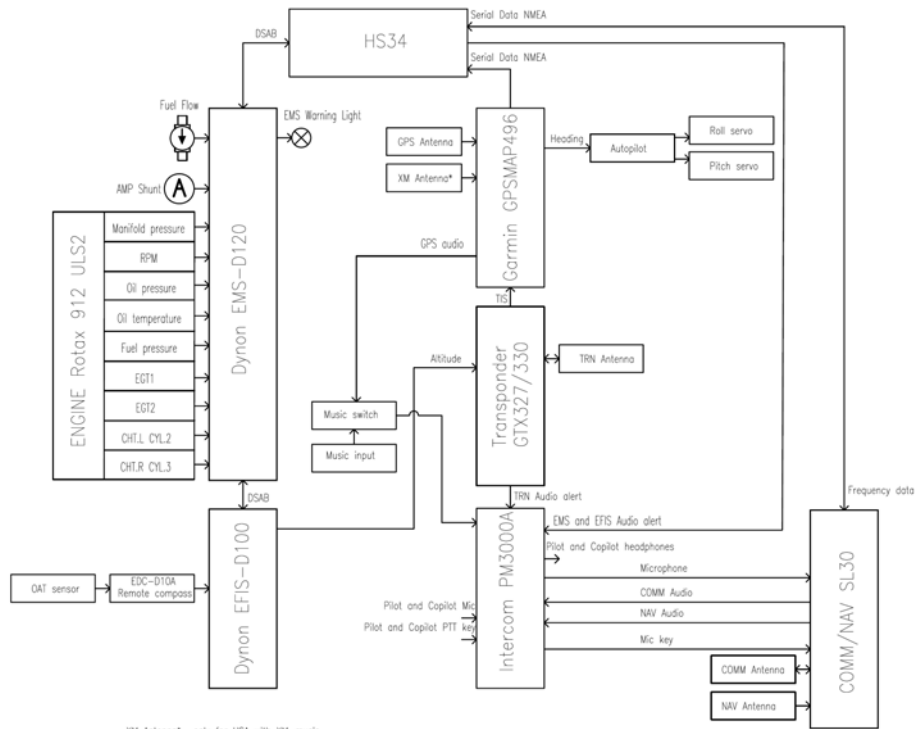 Serial Data NMEA
DSAB
HS34
Serial Data NMEA
Fuel Flow
EMS Warning Light
AMP Shunt
A
GPS Antenna
XM Antenna*
Heading
Autopilot
Roll servo
Pitch servo
Garmin GPSMAP496
GPS audio
ENGINE Rotax 912 ULS2
Manifold pressure
RPM
Oil pressure
Oil temperature
Fuel pressure
EGT1
EGT2
CHT.L CYL.2
CHT.R CYL.3
Dynon EMS-D120
TIS
Altitude
Transponder
GTX327/330
TRN Antenna
Music switch
Music input
DSAB
TRN Audio alert
Frequency data
EMS and EFIS Audio alert
Pilot and Copilot headphones
Microphone
COMM Audio
NAV Audio
Mic key
OAT sensor
EDC-D10A
Remote compass
Dynon EFIS-D100
Pilot and Copilot Mic
Pilot and Copilot PTT key
Intercom PM3000A
COMM/NAV SL30
COMM Antenna
NAV Antenna